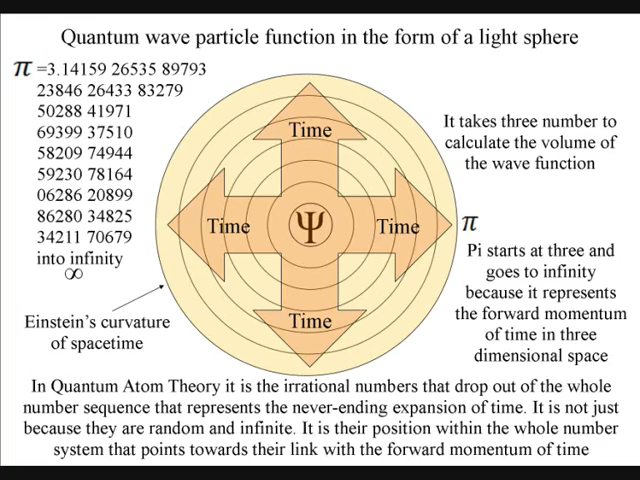 Quantum wave particle function in the form of a light sphere
π =3.14159 26535 89793
23846 26433 83279
50288 41971
69399 37510
58209 74944
59230 78164
06286 20899
86280 34825
34211 70679
into infinity
∞
Einstein's curvature
of spacetime
Time
Time
Ψ
Time
Time
It takes three number to
calculate the volume of
the wave function
π
Pi starts at three and
goes to infinity
because it represents
the forward momentum
of time in three
dimensional space
In Quantum Atom Theory it is the irrational numbers that drop out of the whole
number sequence that represents the never-ending expansion of time. It is not just
because they are random and infinite. It is their position within the whole number
system that points towards their link with the forward momentum of time